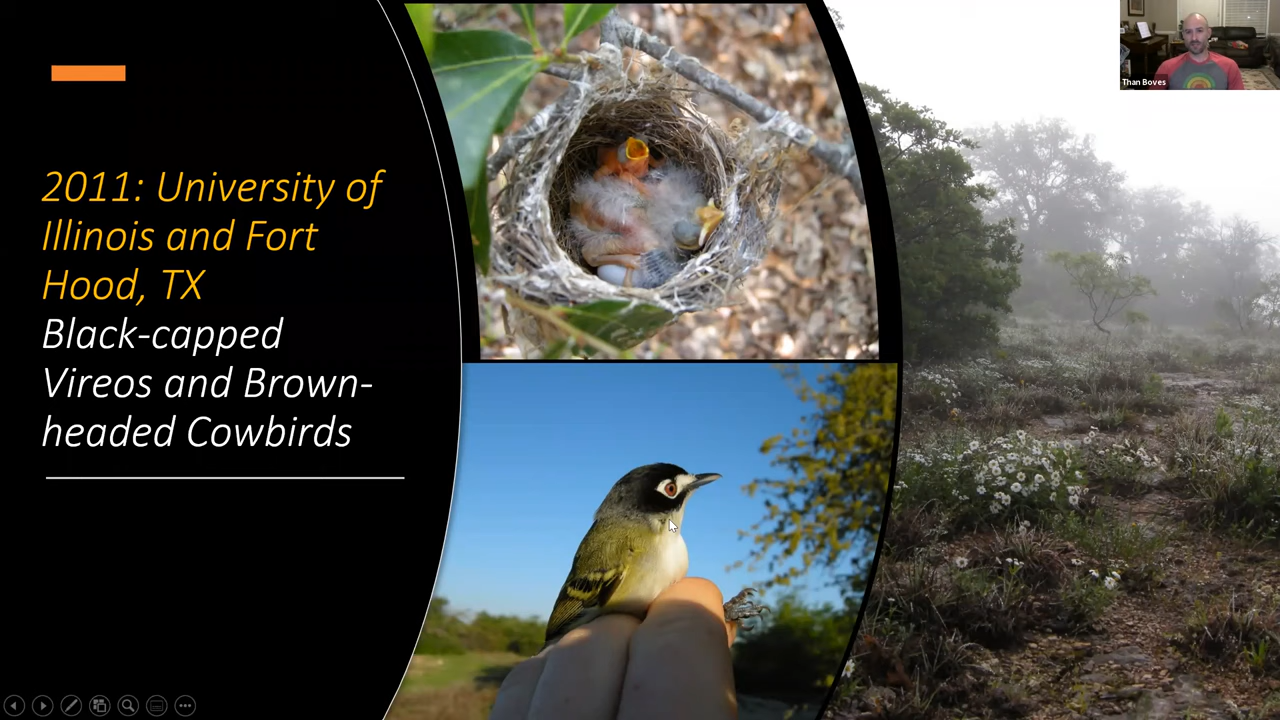 2011: University of
Illinois and Fort
Hood, TX
Black-capped
Vireos and Brown-
headed Cowbirds
Than Boves